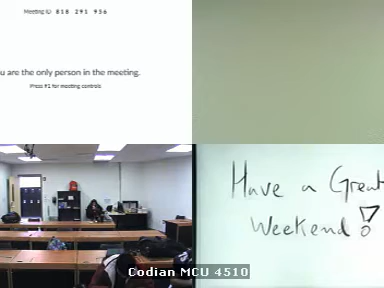 Meeting ID 818 291 936
u are the only person in the meeting.
Press #1 for meeting controls
Have a Great
Weekend!
Codian MCU 4510